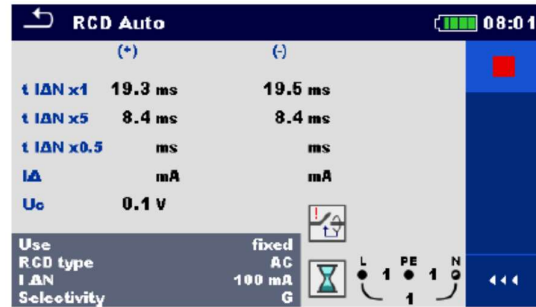 RCD Auto 08:01
(+) (-)
t IΔN x1 19.3 ms 19.5 ms
t IΔN x5 8.4 ms 8.4 ms
t IΔN x0.5 ms ms
IΔ mA mA
Uc 0.1 V
Use fixed
RCD type AC
I ΔN 100 mA
Selectivity G
L PE N
1 1
1